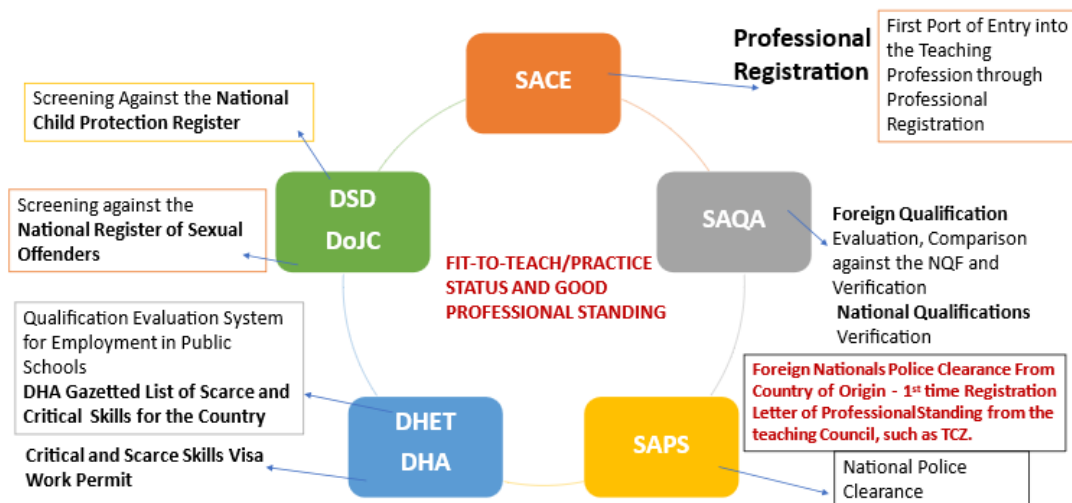 SACE
Professional
Registration
First Port of Entry into
the Teaching
Profession through
Professional
Registration
Screening Against the National
Child Protection Register
DSD
DoJC
Screening against the
National Register of Sexual
Offenders
SAQA
Foreign Qualification
Evaluation, Comparison
against the NQF and
Verification
National Qualifications
Verification
FIT-TO-TEACH/PRACTICE
STATUS AND GOOD
PROFESSIONAL STANDING
Qualification Evaluation System
for Employment in Public
Schools
DHA Gazetted List of Scarce and
Critical Skills for the Country
DHET
DHA
Critical and Scarce Skills Visa
Work Permit
SAPS
Foreign Nationals Police Clearance From
Country of Origin - 1st time Registration
Letter of Professional Standing from the
teaching Council, such as TCZ.
National Police
Clearance